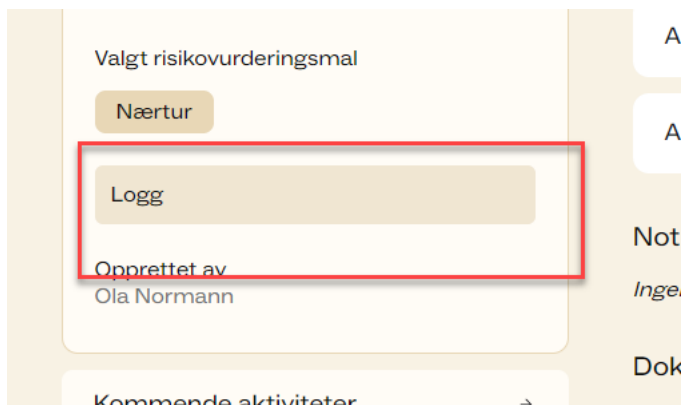 Valgt risikovurderingsmal
Nærtur
Logg
Opprettet av
Ola Normann
Kommende aktiviteter →
A
A
Not
Inge
Dok